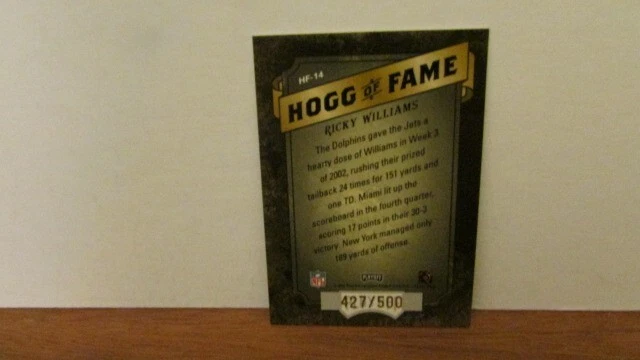 HF-14
HOGG OF FAME
RICKY WILLIAMS
The Dolphins gave the Jets a
hearty dose of Williams in Week 3
of 2002, rushing their prized
tailback 24 times for 151 yards and
one TD. Miami lit up the
scoreboard in the fourth quarter,
scoring 17 points in their 30-3
victory. New York managed only
189 yards of offense.
NFL
427/500